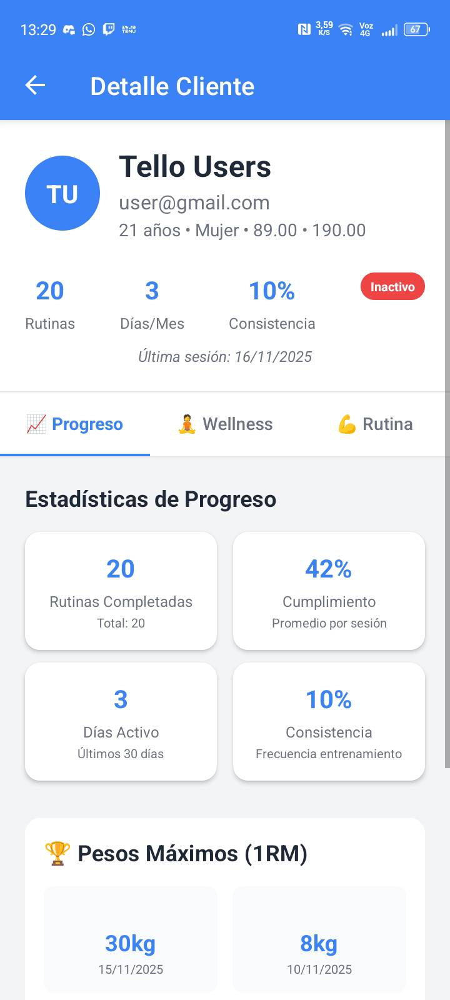 13:29 TEMU 3,59 K/S Voz 4G 67
Detalle Cliente
TU
Tello Users
user@gmail.com
21 años • Mujer • 89.00 • 190.00
20 3 10% Inactivo
Rutinas Días/Mes Consistencia
Última sesión: 16/11/2025
📈 Progreso 🧘 Wellness 💪 Rutina
Estadísticas de Progreso
20
Rutinas Completadas
Total: 20
42%
Cumplimiento
Promedio por sesión
3
Días Activo
Últimos 30 días
10%
Consistencia
Frecuencia entrenamiento
🏆 Pesos Máximos (1RM)
30kg
15/11/2025
8kg
10/11/2025